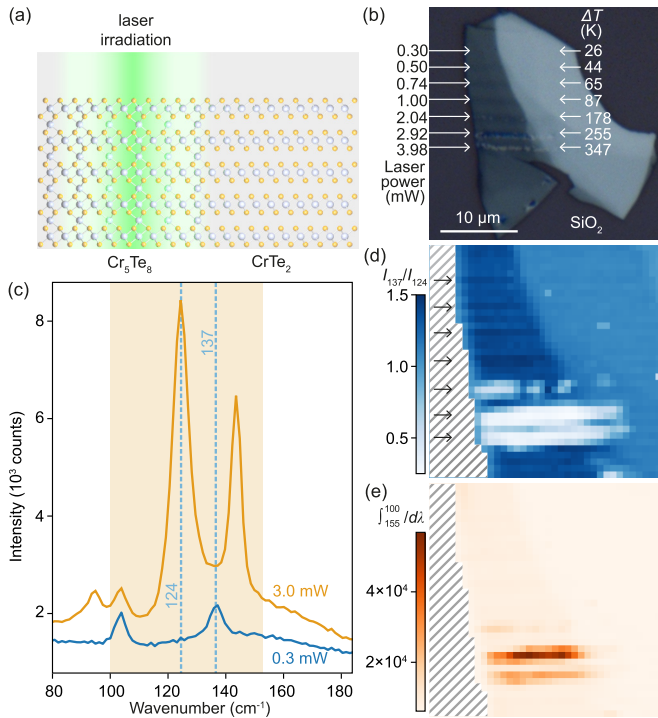 (a)
laser
irradiation
Cr5Te8
CrTe2
(b)
ΔT
(K)
0.30
26
0.50
44
0.74
65
1.00
87
2.04
178
2.92
255
3.98
347
Laser
power
(mW)
10 μm
SiO2
(c)
Intensity (10³ counts)
8
6
4
2
137
124
3.0 mW
0.3 mW
80
100
120
140
160
180
Wavenumber (cm⁻¹)
(d)
I137/I124
1.5
1.0
0.5
(e)
∫₁₅₅¹⁰⁰ I dλ
4×10⁴
2×10⁴